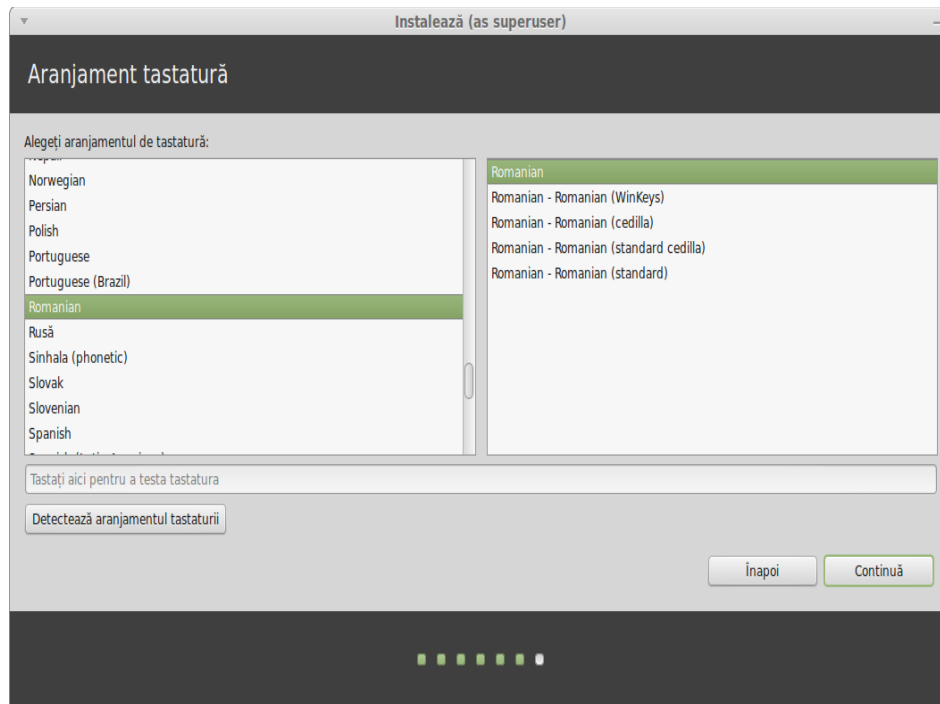 Instalează (as superuser)
Aranjament tastatură
Alegeți aranjamentul de tastatură:
Norwegian
Persian
Polish
Portuguese
Portuguese (Brazil)
Romanian
Rusă
Sinhala (phonetic)
Slovak
Slovenian
Spanish
Romanian
Romanian - Romanian (WinKeys)
Romanian - Romanian (cedilla)
Romanian - Romanian (standard cedilla)
Romanian - Romanian (standard)
Tastați aici pentru a testa tastatura
Detectează aranjamentul tastaturii
Înapoi
Continuă